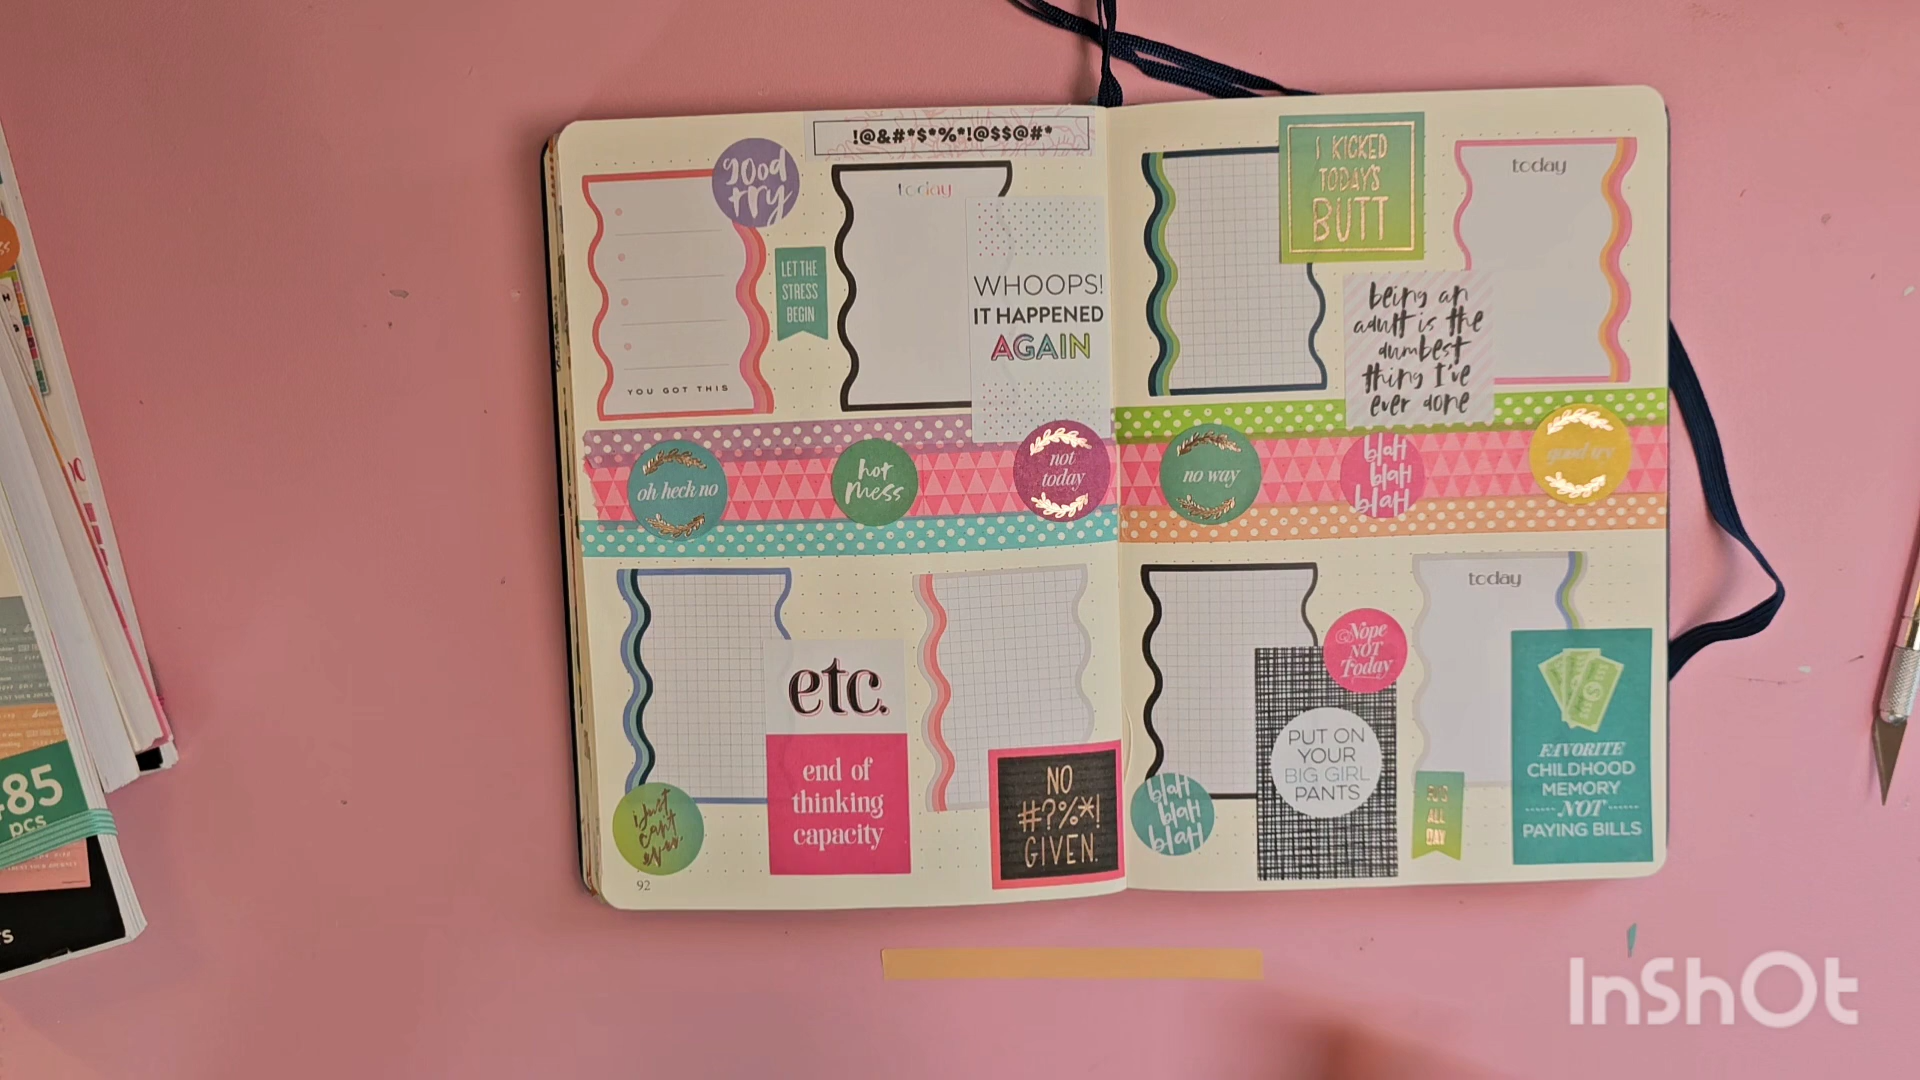 !@&#*$*%*!@$$@#*
good
try
today
LET THE
STRESS
BEGIN
WHOOPS!
IT HAPPENED
AGAIN
YOU GOT THIS
I KICKED
TODAY'S
BUTT
today
being an
adult is the
dumbest
thing I've
ever done
oh heck no
hot
mess
not
today
no way
blah
blah
blah
good try
etc.
end of
thinking
capacity
i just
can't
even
92
NO
#?%*!
GIVEN.
today
Nope
NOT
Today
PUT ON
YOUR
BIG GIRL
PANTS
blah
blah
blah
ALL
DAY
FAVORITE
CHILDHOOD
MEMORY
NOT
PAYING BILLS
85
pcs
InShOt